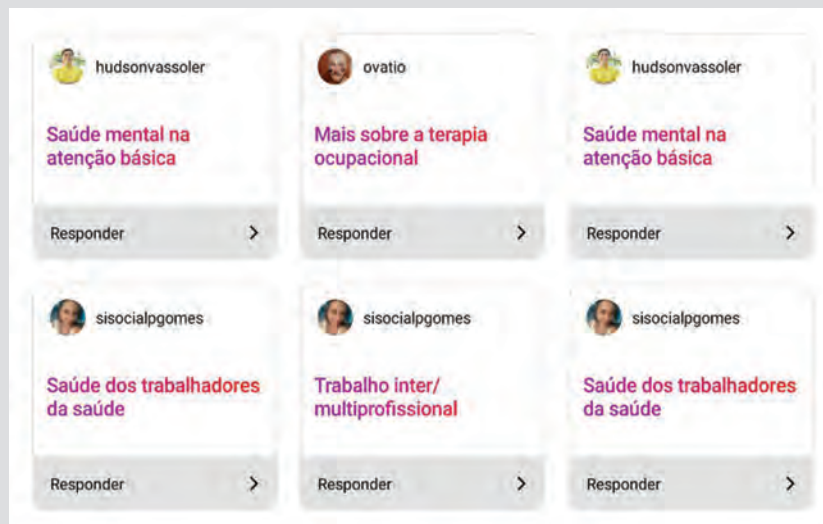 hudsonvassoler
Saúde mental na
atenção básica
Responder
ovatio
Mais sobre a terapia
ocupacional
Responder
hudsonvassoler
Saúde mental na
atenção básica
Responder
sisocialpgomes
Saúde dos trabalhadores
da saúde
Responder
sisocialpgomes
Trabalho inter/
multiprofissional
Responder
sisocialpgomes
Saúde dos trabalhadores
da saúde
Responder